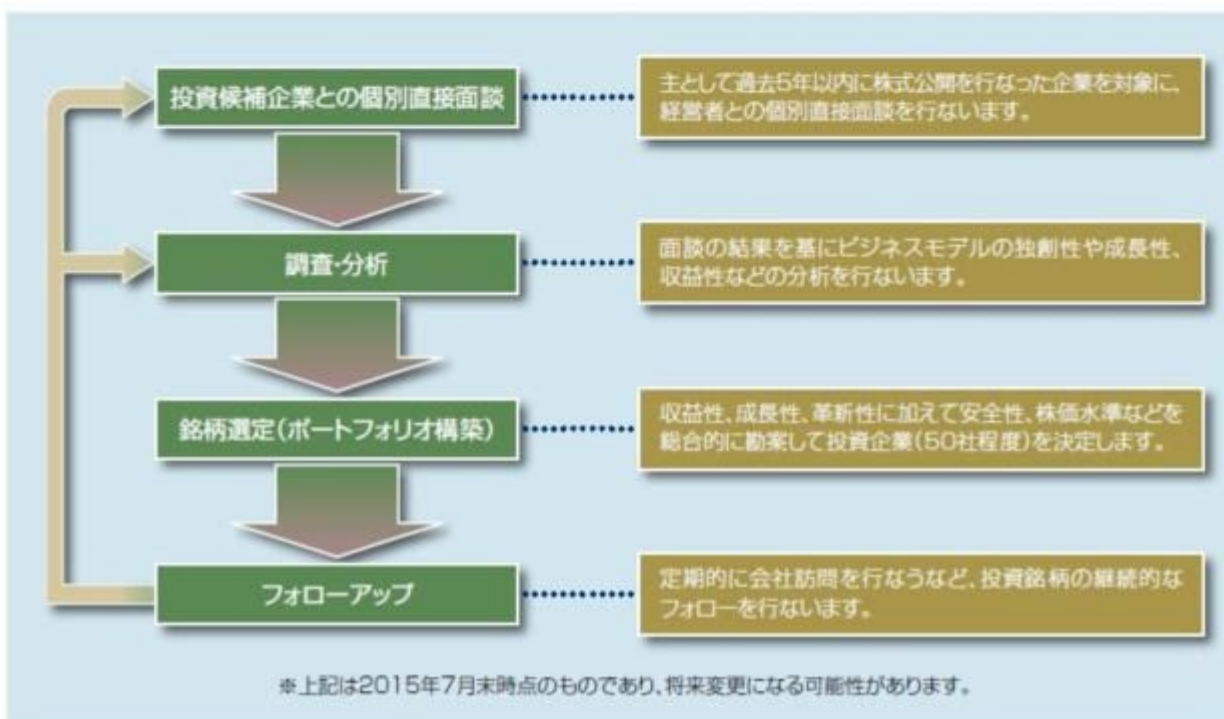 投資候補企業との個別直接面談
主として過去5年以内に株式公開を行なった企業を対象に、
経営者との個別直接面談を行ないます。
調査・分析
面談の結果を基にビジネスモデルの独創性や成長性、
収益性などの分析を行ないます。
銘柄選定(ポートフォリオ構築)
収益性、成長性、革新性に加えて安全性、株価水準などを
総合的に勘案して投資企業(50社程度)を決定します。
フォローアップ
定期的に会社訪問を行なうなど、投資銘柄の継続的な
フォローを行ないます。
※上記は2015年7月末時点のものであり、将来変更になる可能性があります。